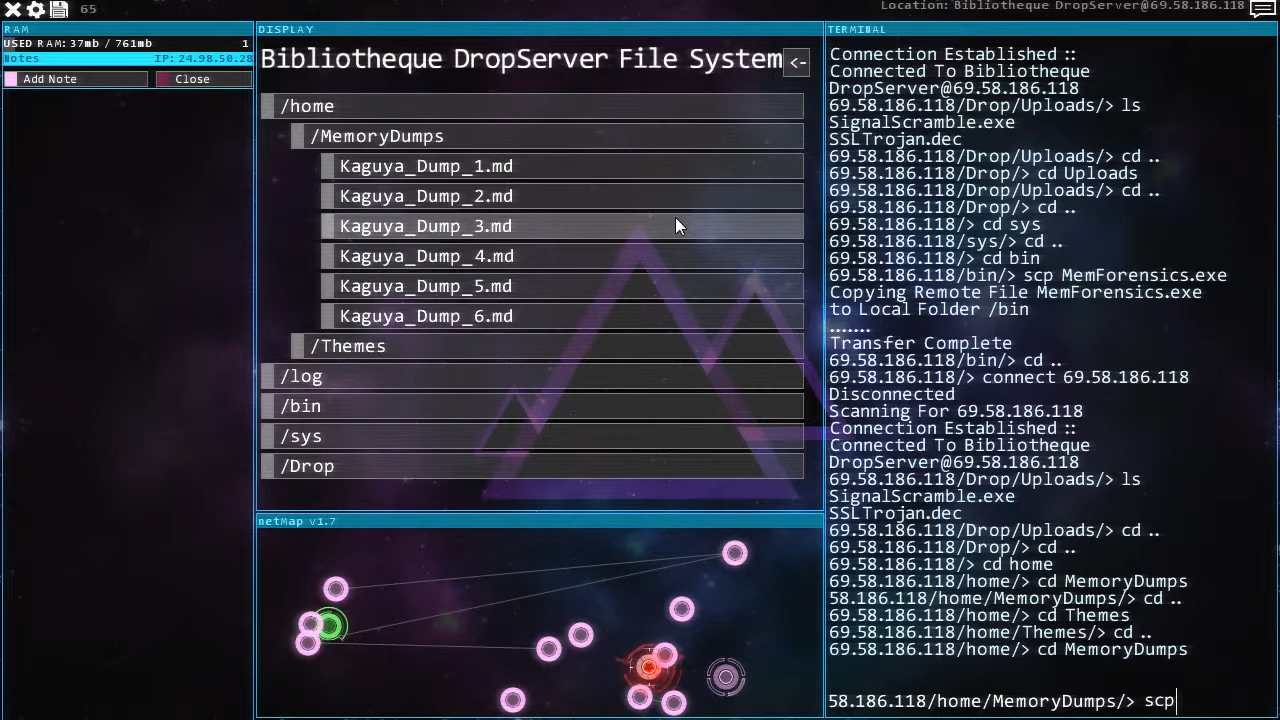 65
Location: Bibliotheque DropServer@69.58.186.118
RAM
USED RAM: 37mb / 761mb 1
Notes IP: 24.98.50.28
Add Note Close
DISPLAY
Bibliotheque DropServer File System <-
/home
/MemoryDumps
Kaguya_Dump_1.md
Kaguya_Dump_2.md
Kaguya_Dump_3.md
Kaguya_Dump_4.md
Kaguya_Dump_5.md
Kaguya_Dump_6.md
/Themes
/log
/bin
/sys
/Drop
netMap v1.7
TERMINAL
Connection Established ::
Connected To Bibliotheque
DropServer@69.58.186.118
69.58.186.118/Drop/Uploads/> ls
SignalScramble.exe
SSLTrojan.dec
69.58.186.118/Drop/Uploads/> cd ..
69.58.186.118/Drop/> cd Uploads
69.58.186.118/Drop/Uploads/> cd ..
69.58.186.118/Drop/> cd ..
69.58.186.118/> cd sys
69.58.186.118/sys/> cd ..
69.58.186.118/> cd bin
69.58.186.118/bin/> scp MemForensics.exe
Copying Remote File MemForensics.exe
to Local Folder /bin
.......
Transfer Complete
69.58.186.118/bin/> cd ..
69.58.186.118/> connect 69.58.186.118
Disconnected
Scanning For 69.58.186.118
Connection Established ::
Connected To Bibliotheque
DropServer@69.58.186.118
69.58.186.118/Drop/Uploads/> ls
SignalScramble.exe
SSLTrojan.dec
69.58.186.118/Drop/Uploads/> cd ..
69.58.186.118/Drop/> cd ..
69.58.186.118/> cd home
69.58.186.118/home/> cd MemoryDumps
58.186.118/home/MemoryDumps/> cd ..
69.58.186.118/home/> cd Themes
69.58.186.118/home/Themes/> cd ..
69.58.186.118/home/> cd MemoryDumps
58.186.118/home/MemoryDumps/> scp